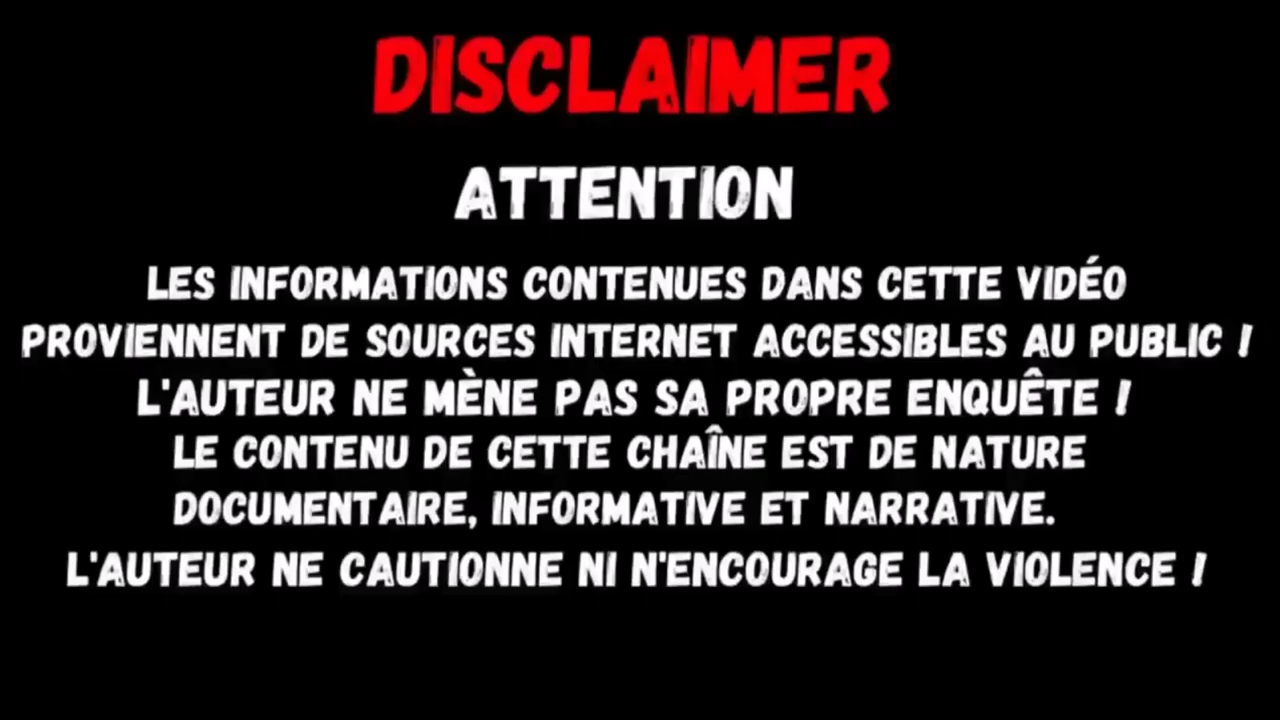 DISCLAIMER
ATTENTION
LES INFORMATIONS CONTENUES DANS CETTE VIDÉO
PROVIENNENT DE SOURCES INTERNET ACCESSIBLES AU PUBLIC !
L'AUTEUR NE MÈNE PAS SA PROPRE ENQUÊTE !
LE CONTENU DE CETTE CHAÎNE EST DE NATURE
DOCUMENTAIRE, INFORMATIVE ET NARRATIVE.
L'AUTEUR NE CAUTIONNE NI N'ENCOURAGE LA VIOLENCE !